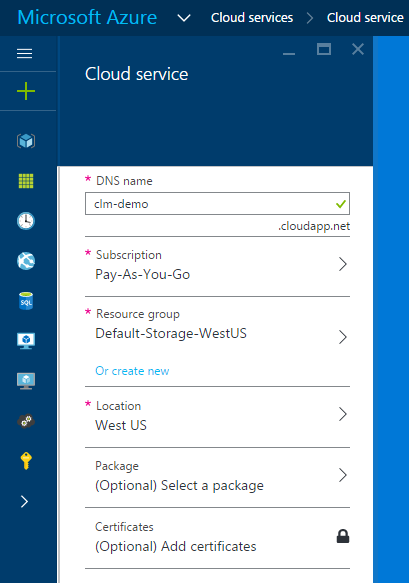 Microsoft Azure Cloud services Cloud service
Cloud service
* DNS name
clm-demo
.cloudapp.net
* Subscription
Pay-As-You-Go
* Resource group
Default-Storage-WestUS
Or create new
* Location
West US
Package
(Optional) Select a package
Certificates
(Optional) Add certificates
SQL